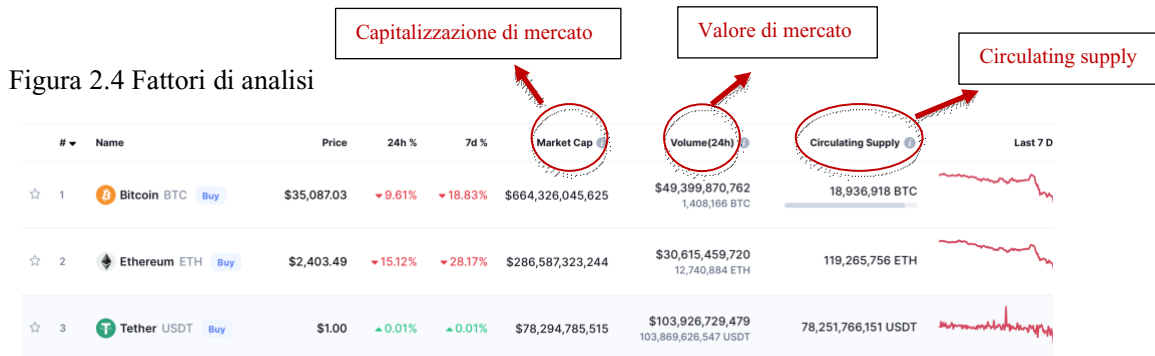 Capitalizzazione di mercato
Valore di mercato
Circulating supply
Figura 2.4 Fattori di analisi
# Name Price 24h % 7d % Market Cap Volume(24h) Circulating Supply Last 7 D
1 Bitcoin BTC Buy $35,087.03 9.61% 18.83% $664,326,045,625 $49,399,870,762 18,936,918 BTC
1,408,166 BTC
2 Ethereum ETH Buy $2,403.49 15.12% 28.17% $286,587,323,244 $30,615,459,720 119,265,756 ETH
12,740,884 ETH
3 Tether USDT Buy $1.00 0.01% 0.01% $78,294,785,515 $103,926,729,479 78,251,766,151 USDT
103,869,626,547 USDT